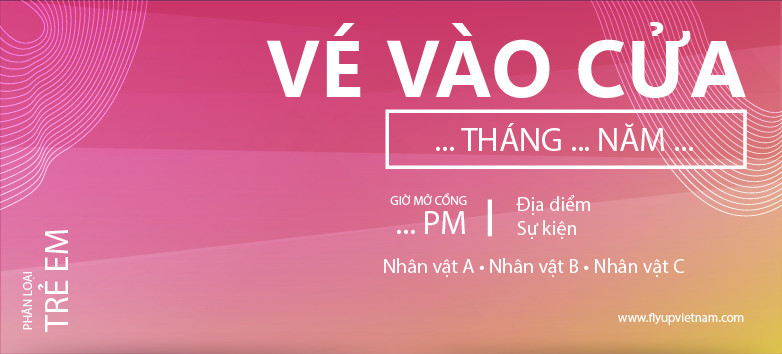 VÉ VÀO CỬA
... THÁNG ... NĂM ...
GIỜ MỞ CỔNG
... PM
Địa diểm
Sự kiện
Nhân vật A • Nhân vật B • Nhân vật C
PHÂN LOẠI
TRẺ EM
www.flyupvietnam.com